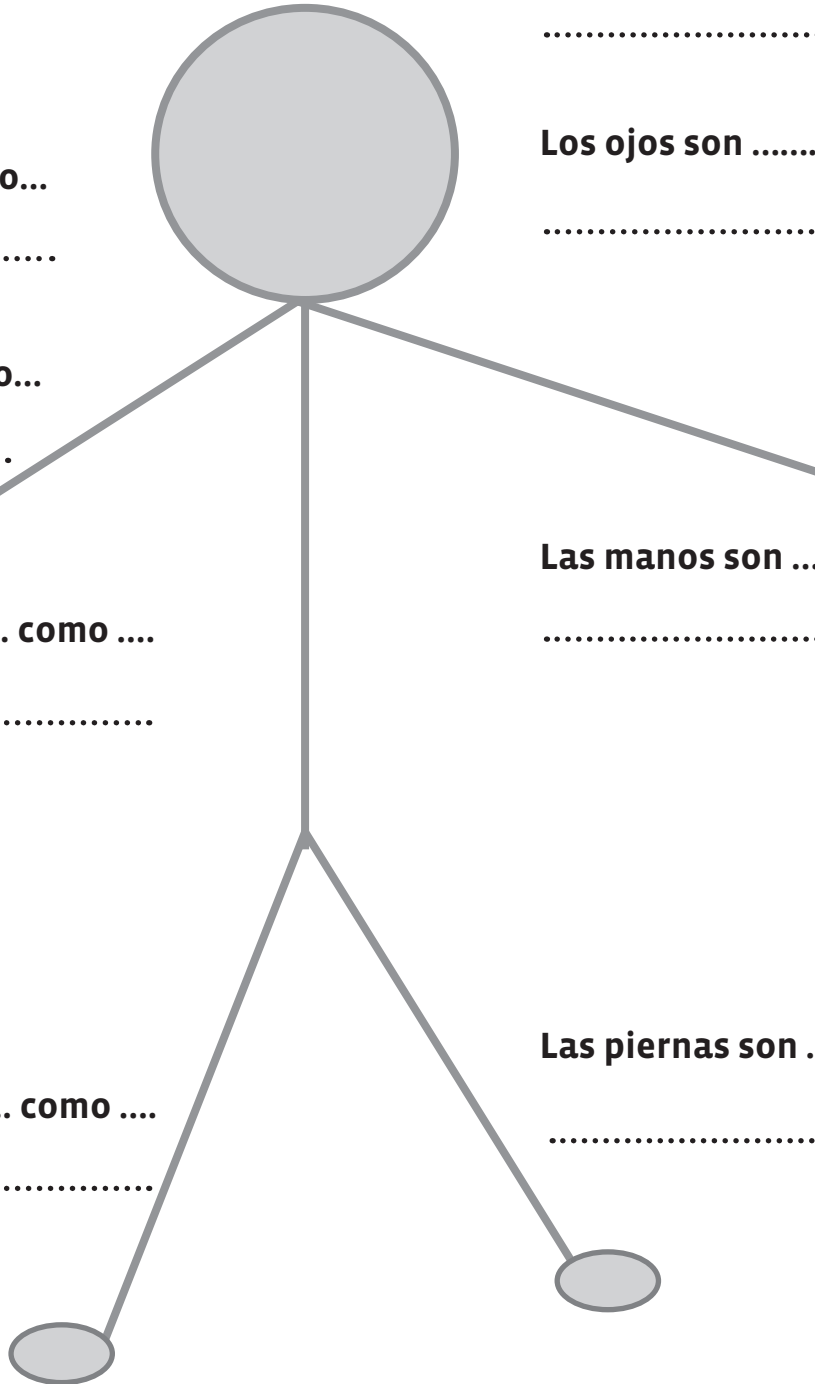 ..........................
Los ojos son .......
o...
..........................
.....
o...
.
Las manos son ...
. como ....
..........................
..............
Las piernas son .
.. como ....
..........................
..............